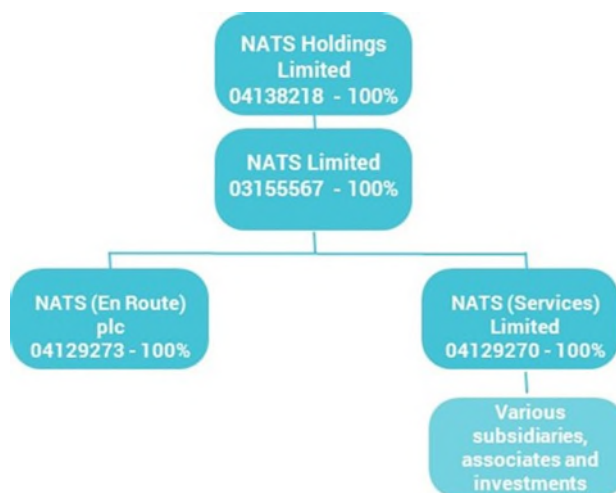 NATS Holdings
Limited
04138218 - 100%
NATS Limited
03155567 - 100%
NATS (En Route)
plc
04129273 - 100%
NATS (Services)
Limited
04129270 - 100%
Various
subsidiaries,
associates and
investments